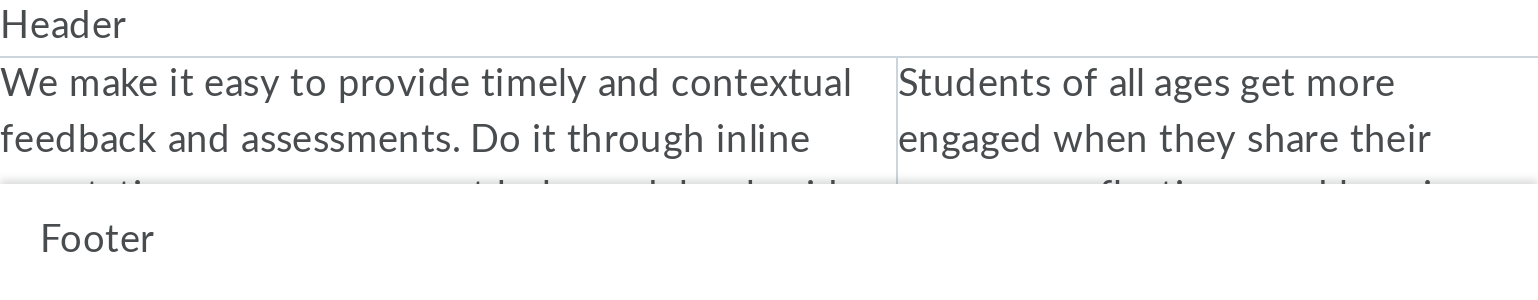 Header
We make it easy to provide timely and contextual
feedback and assessments. Do it through inline
Students of all ages get more
engaged when they share their
Footer